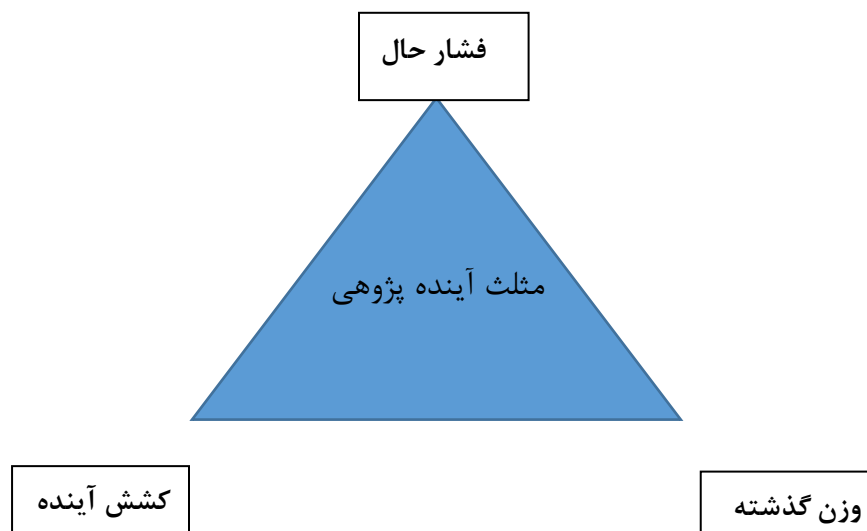 فشار حال
مثلث آینده پژوهی
وزن گذشته
کشش آینده